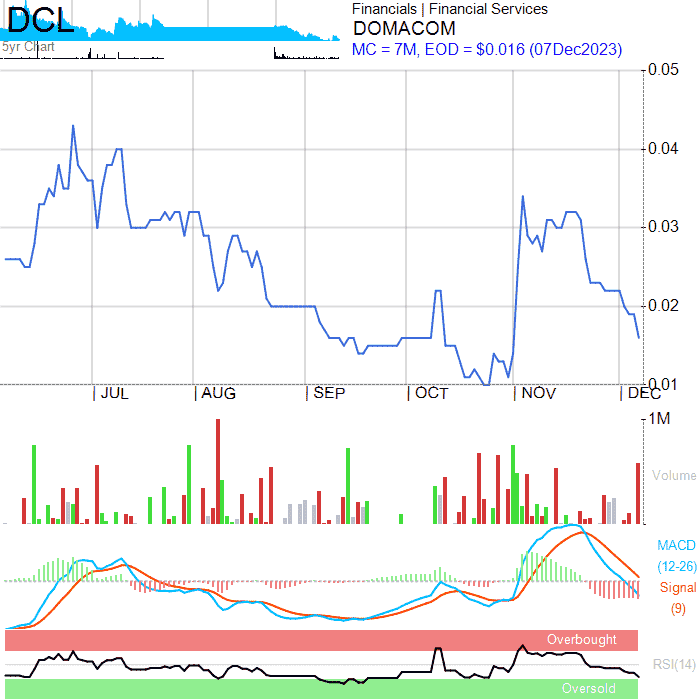 DCL
5yr Chart
Financials | Financial Services
DOMACOM
MC = 7M, EOD = $0.016 (07Dec2023)
0.05
0.04
0.03
0.02
0.01
JUL
AUG
SEP
OCT
NOV
DEC
1M
Volume
MACD
(12-26)
Signal
(9)
Overbought
RSI(14)
Oversold